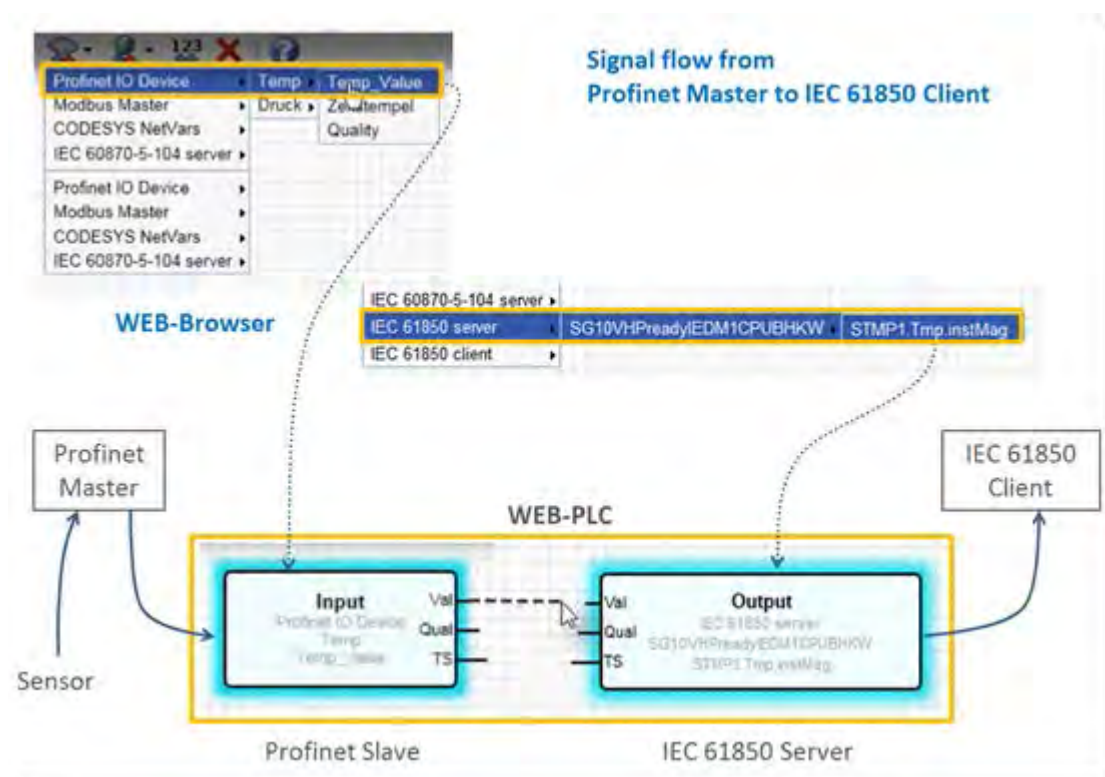 123
Profinet IO Device Temp Temp_Value
Modbus Master Druck Zeitstempel
CODESYS NetVars Quality
IEC 60870-5-104 server
Profinet IO Device
Modbus Master
CODESYS NetVars
IEC 60870-5-104 server
Signal flow from
Profinet Master to IEC 61850 Client
WEB-Browser
IEC 60870-5-104 server
IEC 61850 server SG10VHPreadyIEDM1CPUBHKW STMP1.Tmp.instMag
IEC 61850 client
Profinet
Master
IEC 61850
Client
WEB-PLC
Input
Profinet IO Device
Temp
Temp_Value
Val
Qual
TS
Val
Qual
TS
Output
IEC 61850 server
SG10VHPreadyIEDM1CPUBHKW
STMP1.Tmp.instMag
Sensor
Profinet Slave
IEC 61850 Server